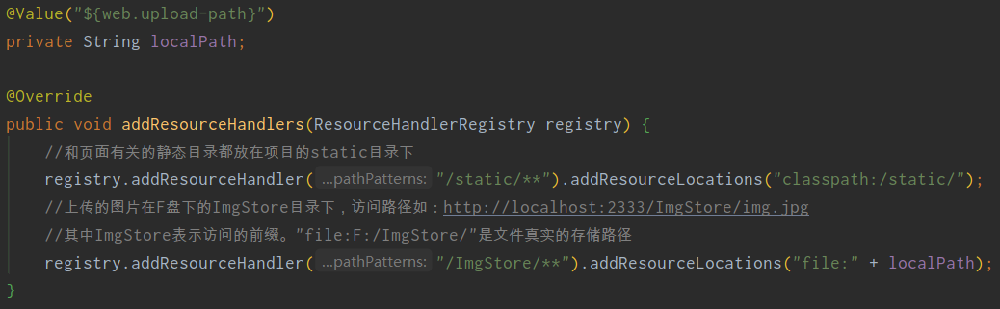 @Value("${web.upload-path}")
private String localPath;
@Override
public void addResourceHandlers(ResourceHandlerRegistry registry) {
//和页面有关的静态目录都放在项目的static目录下
registry.addResourceHandler( ...pathPatterns: "/static/**").addResourceLocations("classpath:/static/");
//上传的图片在F盘下的ImgStore目录下，访问路径如：http://localhost:2333/ImgStore/img.jpg
//其中ImgStore表示访问的前缀。"file:F:/ImgStore/"是文件真实的存储路径
registry.addResourceHandler( ...pathPatterns: "/ImgStore/**").addResourceLocations("file:" + localPath);
}